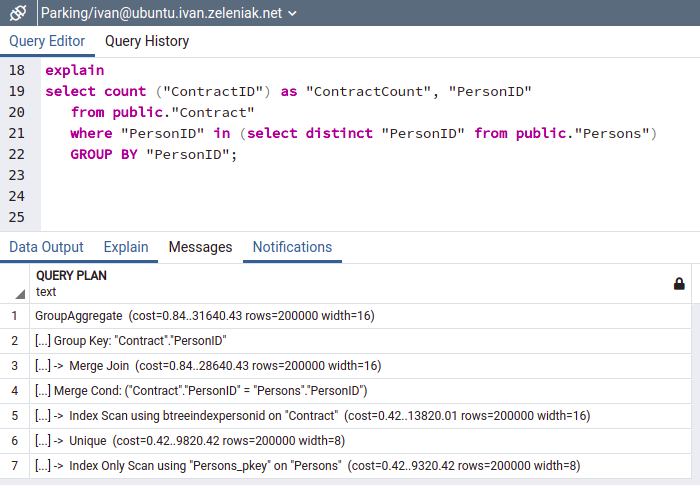 Parking/ivan@ubuntu.ivan.zeleniak.net
Query Editor Query History
18 explain
19 select count ("ContractID") as "ContractCount", "PersonID"
20 from public."Contract"
21 where "PersonID" in (select distinct "PersonID" from public."Persons")
22 GROUP BY "PersonID";
23
24
25
Data Output Explain Messages Notifications
QUERY PLAN
text
1 GroupAggregate (cost=0.84..31640.43 rows=200000 width=16)
2 [...] Group Key: "Contract"."PersonID"
3 [...] -> Merge Join (cost=0.84..28640.43 rows=200000 width=16)
4 [...] Merge Cond: ("Contract"."PersonID" = "Persons"."PersonID")
5 [...] -> Index Scan using btreeindexpersonid on "Contract" (cost=0.42..13820.01 rows=200000 width=16)
6 [...] -> Unique (cost=0.42..9820.42 rows=200000 width=8)
7 [...] -> Index Only Scan using "Persons_pkey" on "Persons" (cost=0.42..9320.42 rows=200000 width=8)